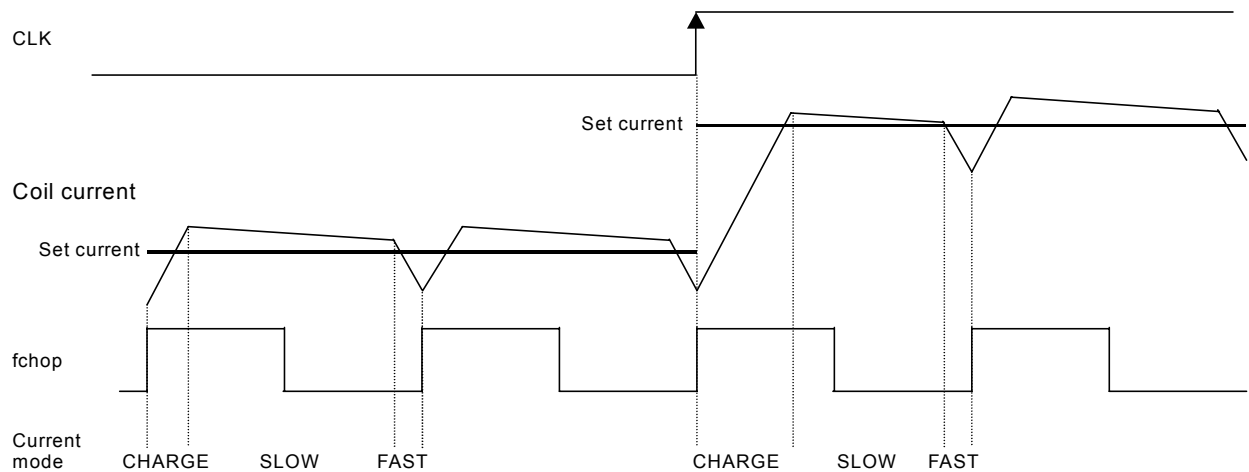 CLK
Set current
Coil current
Set current
fchop
Current
mode
CHARGE SLOW FAST CHARGE SLOW FAST